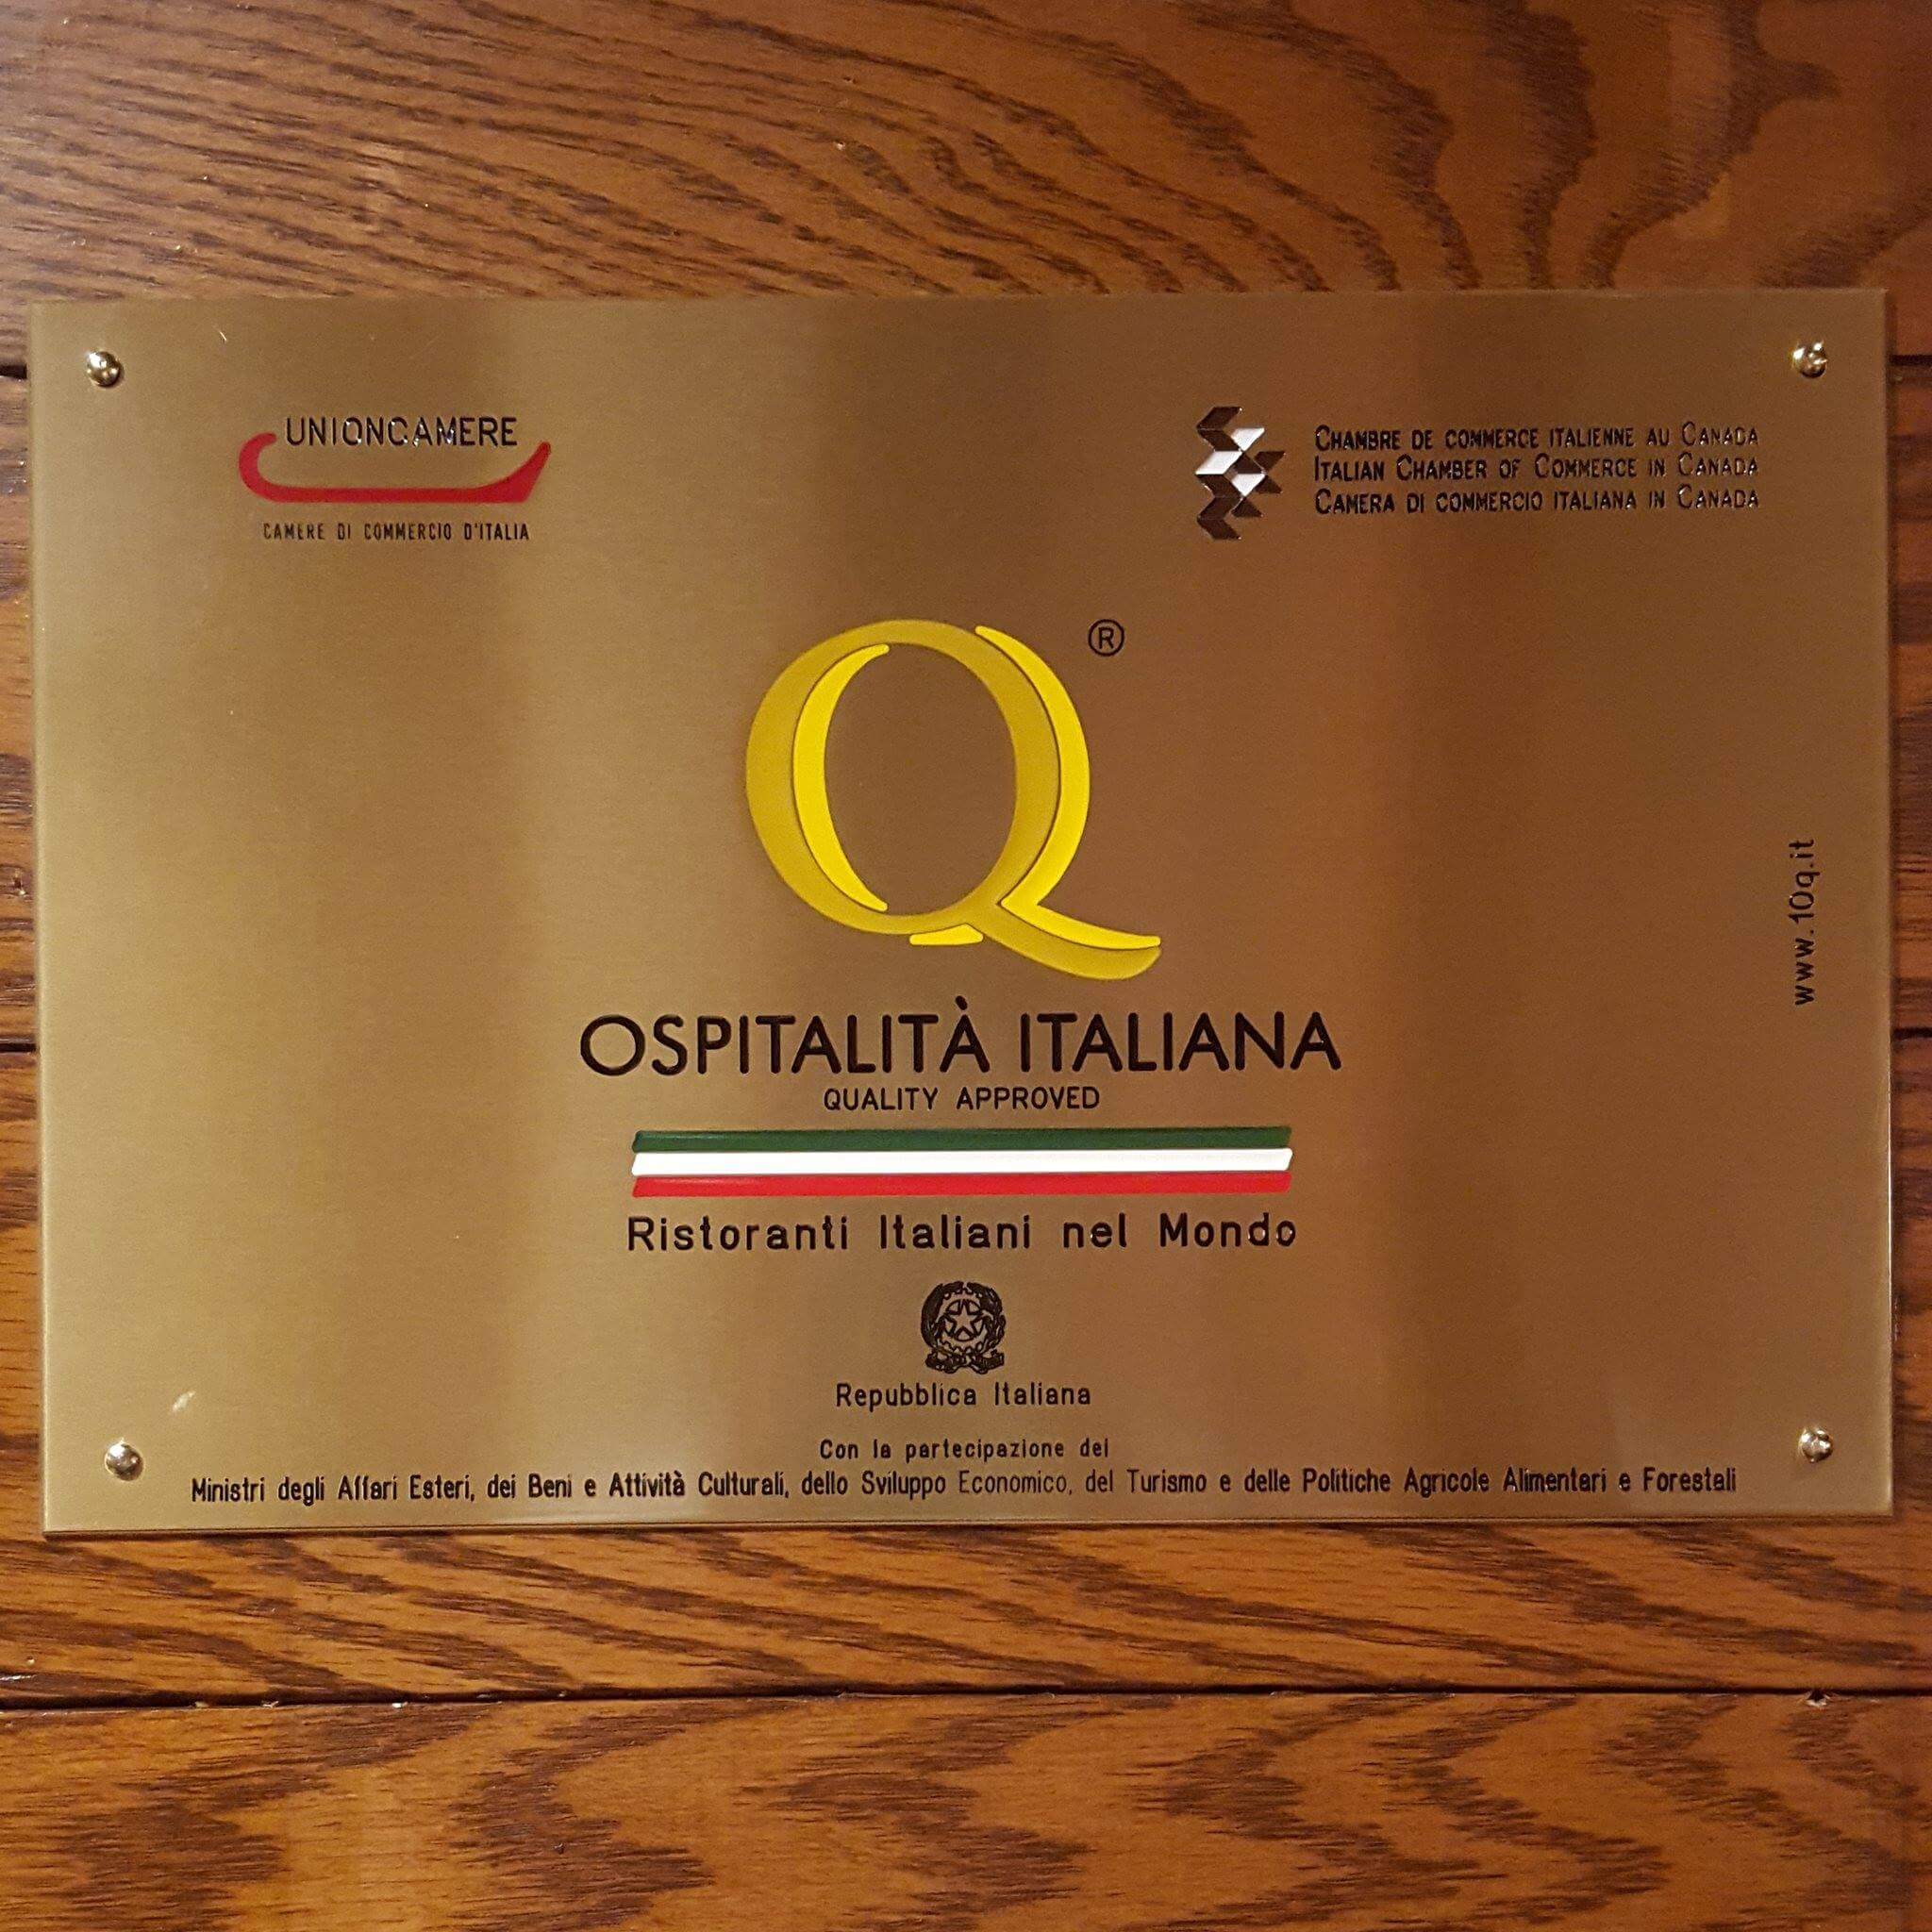 UNIONCAMERE
CAMERE DI COMMERCIO D'ITALIA
CHAMBRE DE COMMERCE ITALIENNE AU CANADA
ITALIAN CHAMBER OF COMMERCE IN CANADA
CAMERA DI COMMERCIO ITALIANA IN CANADA
Q ®
OSPITALITÀ ITALIANA
QUALITY APPROVED
www.10q.it
Ristoranti Italiani nel Mondo
Repubblica Italiana
Con la partecipazione dei
Ministri degli Affari Esteri, dei Beni e Attività Culturali, dello Sviluppo Economico, del Turismo e delle Politiche Agricole Alimentari e Forestali